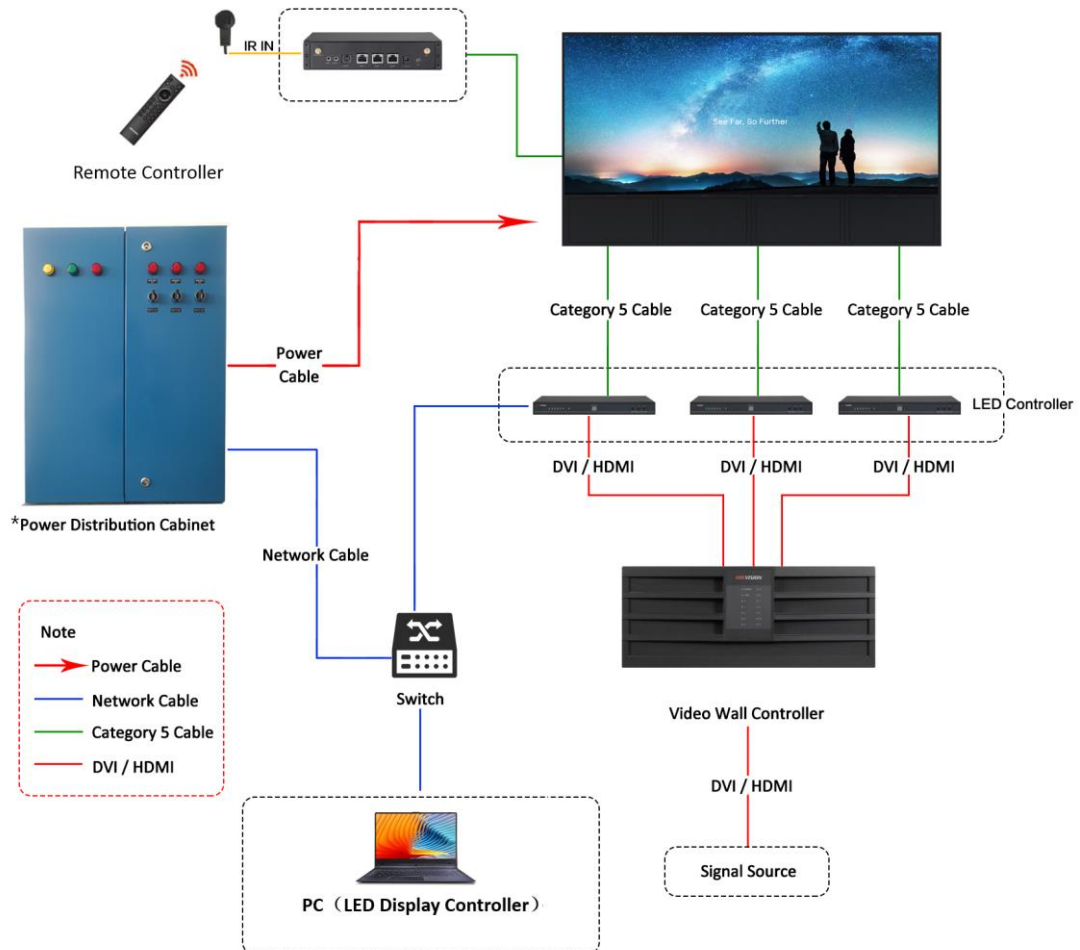 IR IN
See Far, Go Further
Remote Controller
Category 5 Cable
Category 5 Cable
Category 5 Cable
Power
Cable
LED Controller
DVI / HDMI
DVI / HDMI
DVI / HDMI
*Power Distribution Cabinet
Network Cable
HIKVISION
Note
Power Cable
Network Cable
Category 5 Cable
DVI / HDMI
Switch
Video Wall Controller
DVI / HDMI
Signal Source
PC（LED Display Controller）